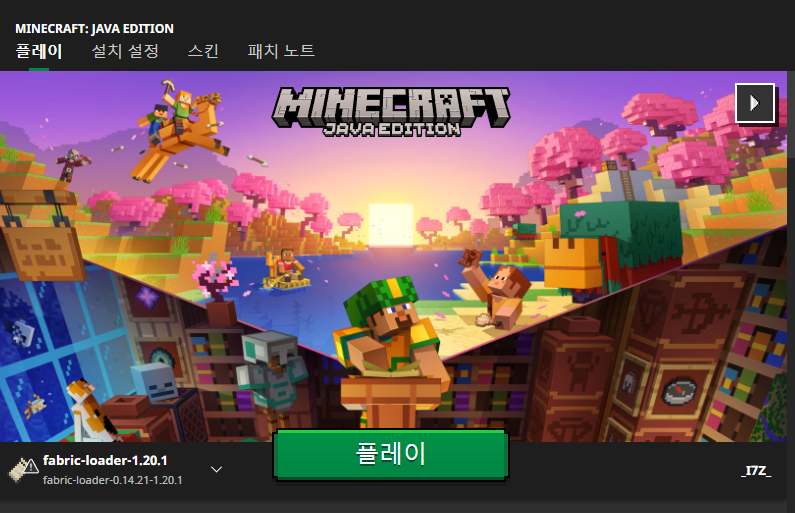 MINECRAFT: JAVA EDITION
플레이 설치 설정 스킨 패치 노트
MINECRAFT
JAVA EDITION
fabric-loader-1.20.1
fabric-loader-0.14.21-1.20.1
플레이
_I7Z_